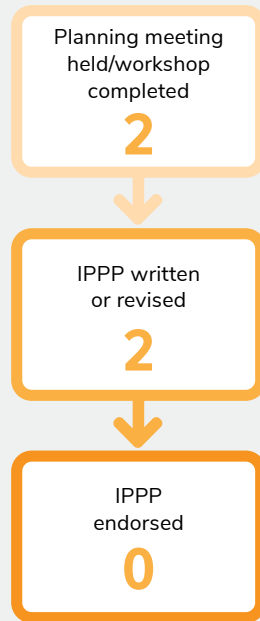 Planning meeting
held/workshop
completed
2
IPPP written
or revised
2
IPPP
endorsed
0